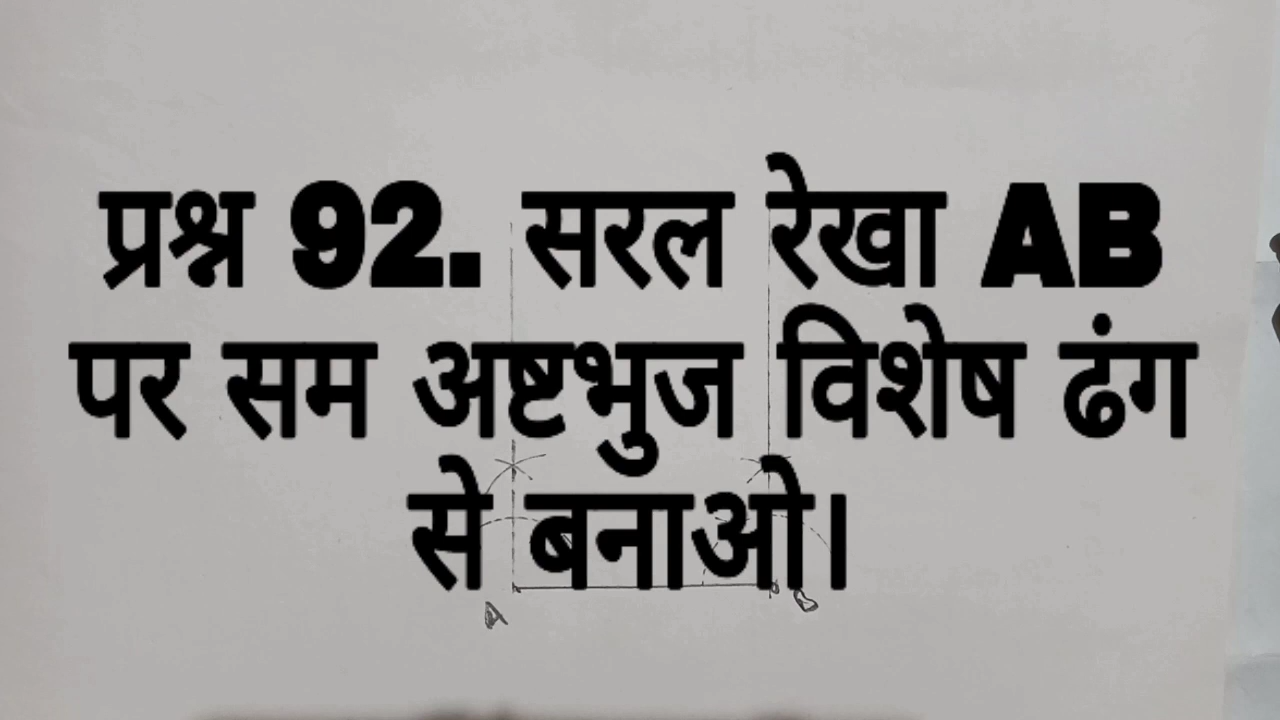 प्रश्न 92. सरल रेखा AB
पर सम अष्टभुज विशेष ढंग
से बनाओ।
A B